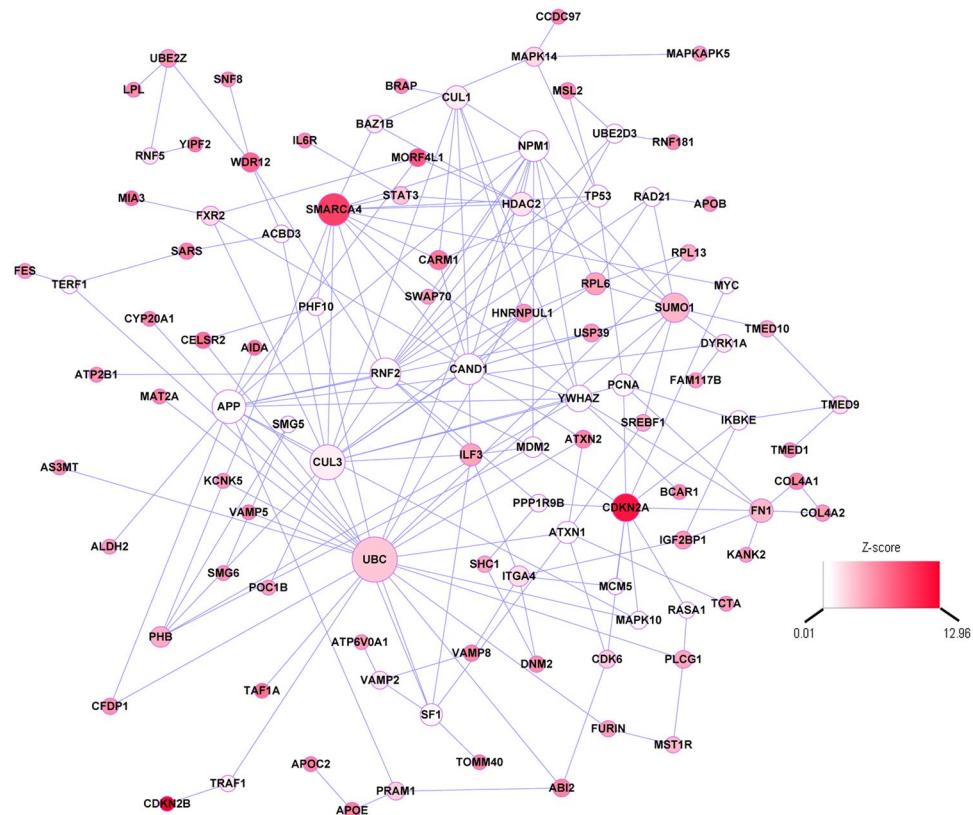 CCDC97
MAPK14
MAPKAPK5
UBE2Z
SNF8
LPL
BRAP
CUL1
MSL2
BAZ1B
UBE2D3
RNF181
IL6R
NPM1
RNF5
YIPF2
WDR12
MORF4L1
MIA3
STAT3
TP53
RAD21
APOB
SMARCA4
HDAC2
FXR2
ACBD3
SARS
CARM1
RPL13
FES
TERF1
RPL6
MYC
SWAP70
PHF10
SUMO1
HNRNPUL1
CYP20A1
USP39
TMED10
CELSR2
AIDA
DYRK1A
ATP2B1
RNF2
CAND1
FAM117B
PCNA
MAT2A
APP
YWHAZ
TMED9
SMG5
SREBF1
IKBKE
MDM2
ATXN2
TMED1
AS3MT
CUL3
ILF3
KCNK5
BCAR1
COL4A1
PPP1R9B
CDKN2A
FN1
COL4A2
VAMP5
ATXN1
IGF2BP1
ALDH2
KANK2
Z-score
UBC
SMG6
POC1B
SHC1
ITGA4
MCM5
TCTA
RASA1
MAPK10
0.01
12.96
PHB
ATP6V0A1
VAMP8
DNM2
CDK6
PLCG1
VAMP2
TAF1A
CFDP1
SF1
FURIN
MST1R
TOMM40
APOC2
TRAF1
PRAM1
ABI2
CDKN2B
APOE